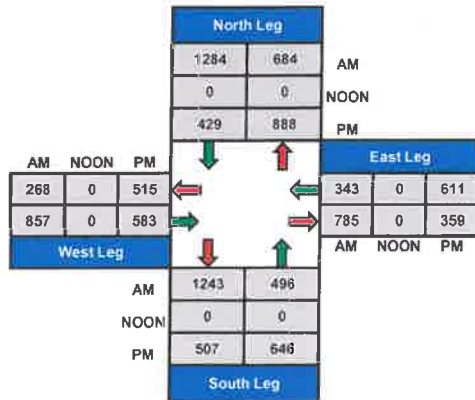 North Leg
1284 684 AM
0 0 NOON
429 888 PM
AM NOON PM East Leg
268 0 515 343 0 611
857 0 583 785 0 359
West Leg AM NOON PM
AM 1243 496
NOON 0 0
PM 507 646
South Leg